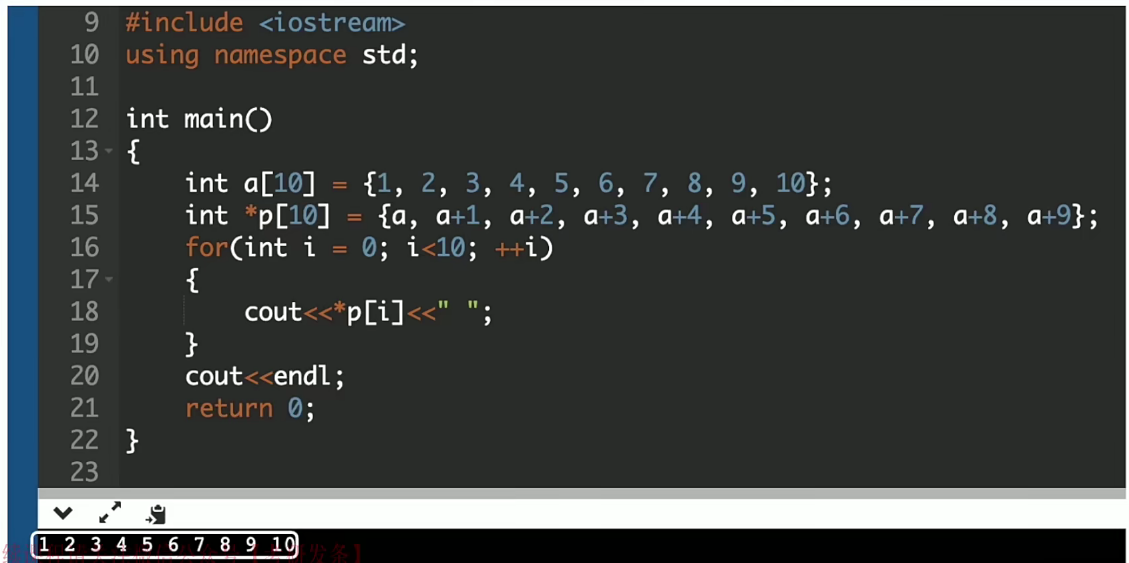 9 #include <iostream>
10 using namespace std;
11
12 int main()
13 {
14 int a[10] = {1, 2, 3, 4, 5, 6, 7, 8, 9, 10};
15 int *p[10] = {a, a+1, a+2, a+3, a+4, a+5, a+6, a+7, a+8, a+9};
16 for(int i = 0; i<10; ++i)
17 {
18 cout<<*p[i]<<" ";
19 }
20 cout<<endl;
21 return 0;
22 }
23
1 2 3 4 5 6 7 8 9 10